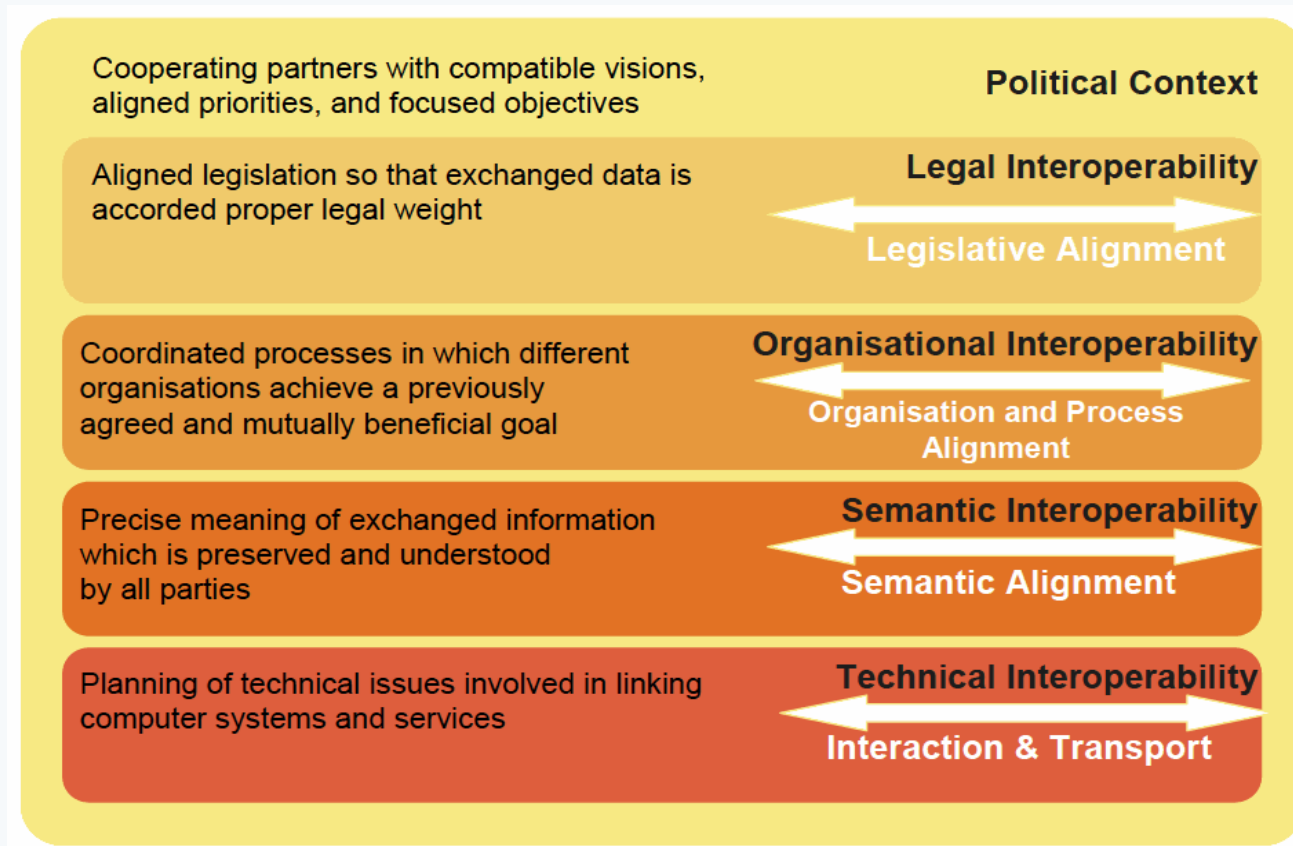 Cooperating partners with compatible visions,
aligned priorities, and focused objectives
Political Context
Aligned legislation so that exchanged data is
accorded proper legal weight
Legal Interoperability
Legislative Alignment
Coordinated processes in which different
organisations achieve a previously
agreed and mutually beneficial goal
Organisational Interoperability
Organisation and Process
Alignment
Precise meaning of exchanged information
which is preserved and understood
by all parties
Semantic Interoperability
Semantic Alignment
Planning of technical issues involved in linking
computer systems and services
Technical Interoperability
Interaction & Transport